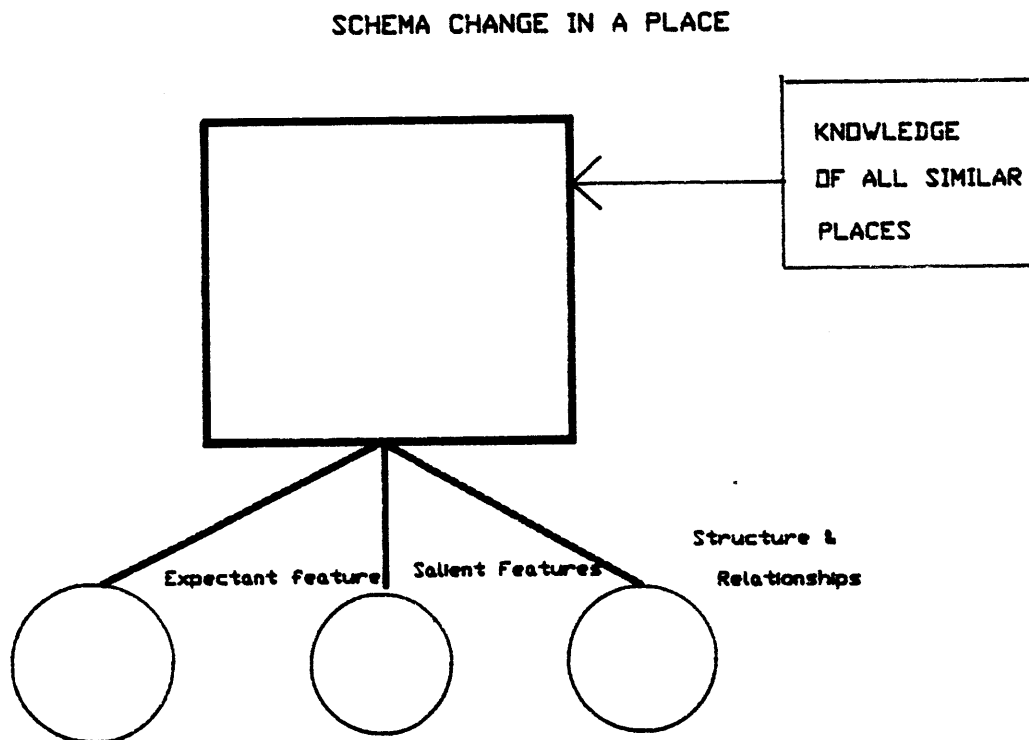 SCHEMA CHANGE IN A PLACE
KNOWLEDGE
OF ALL SIMILAR
PLACES
Expectant feature
Salient Features
Structure &
Relationships